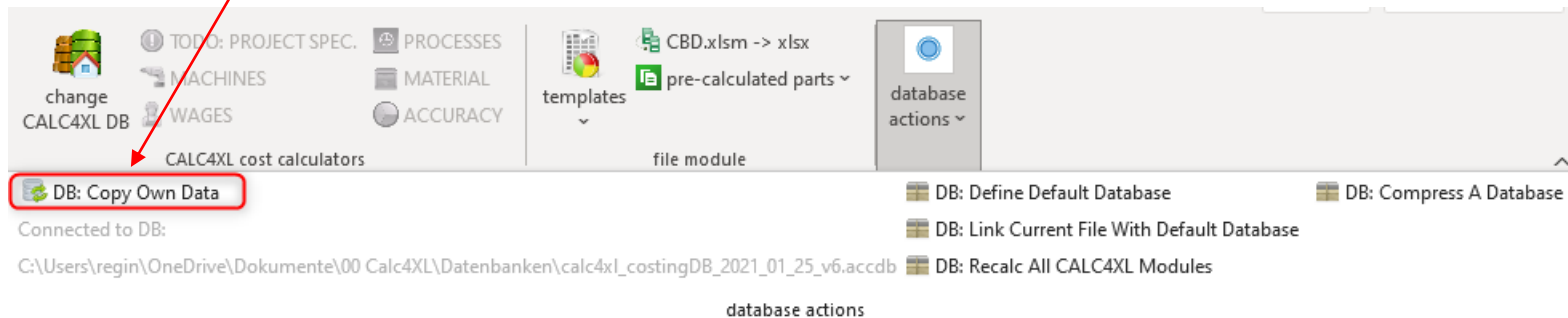 change
CALC4XL DB
TODO: PROJECT SPEC.
MACHINES
WAGES
PROCESSES
MATERIAL
ACCURACY
CALC4XL cost calculators
templates
CBD.xlsm -> xlsx
pre-calculated parts
file module
database
actions
DB: Copy Own Data
Connected to DB:
C:\Users\regin\OneDrive\Dokumente\00 Calc4XL\Datenbanken\calc4xl_costingDB_2021_01_25_v6.accdb
DB: Define Default Database
DB: Link Current File With Default Database
DB: Recalc All CALC4XL Modules
DB: Compress A Database
database actions